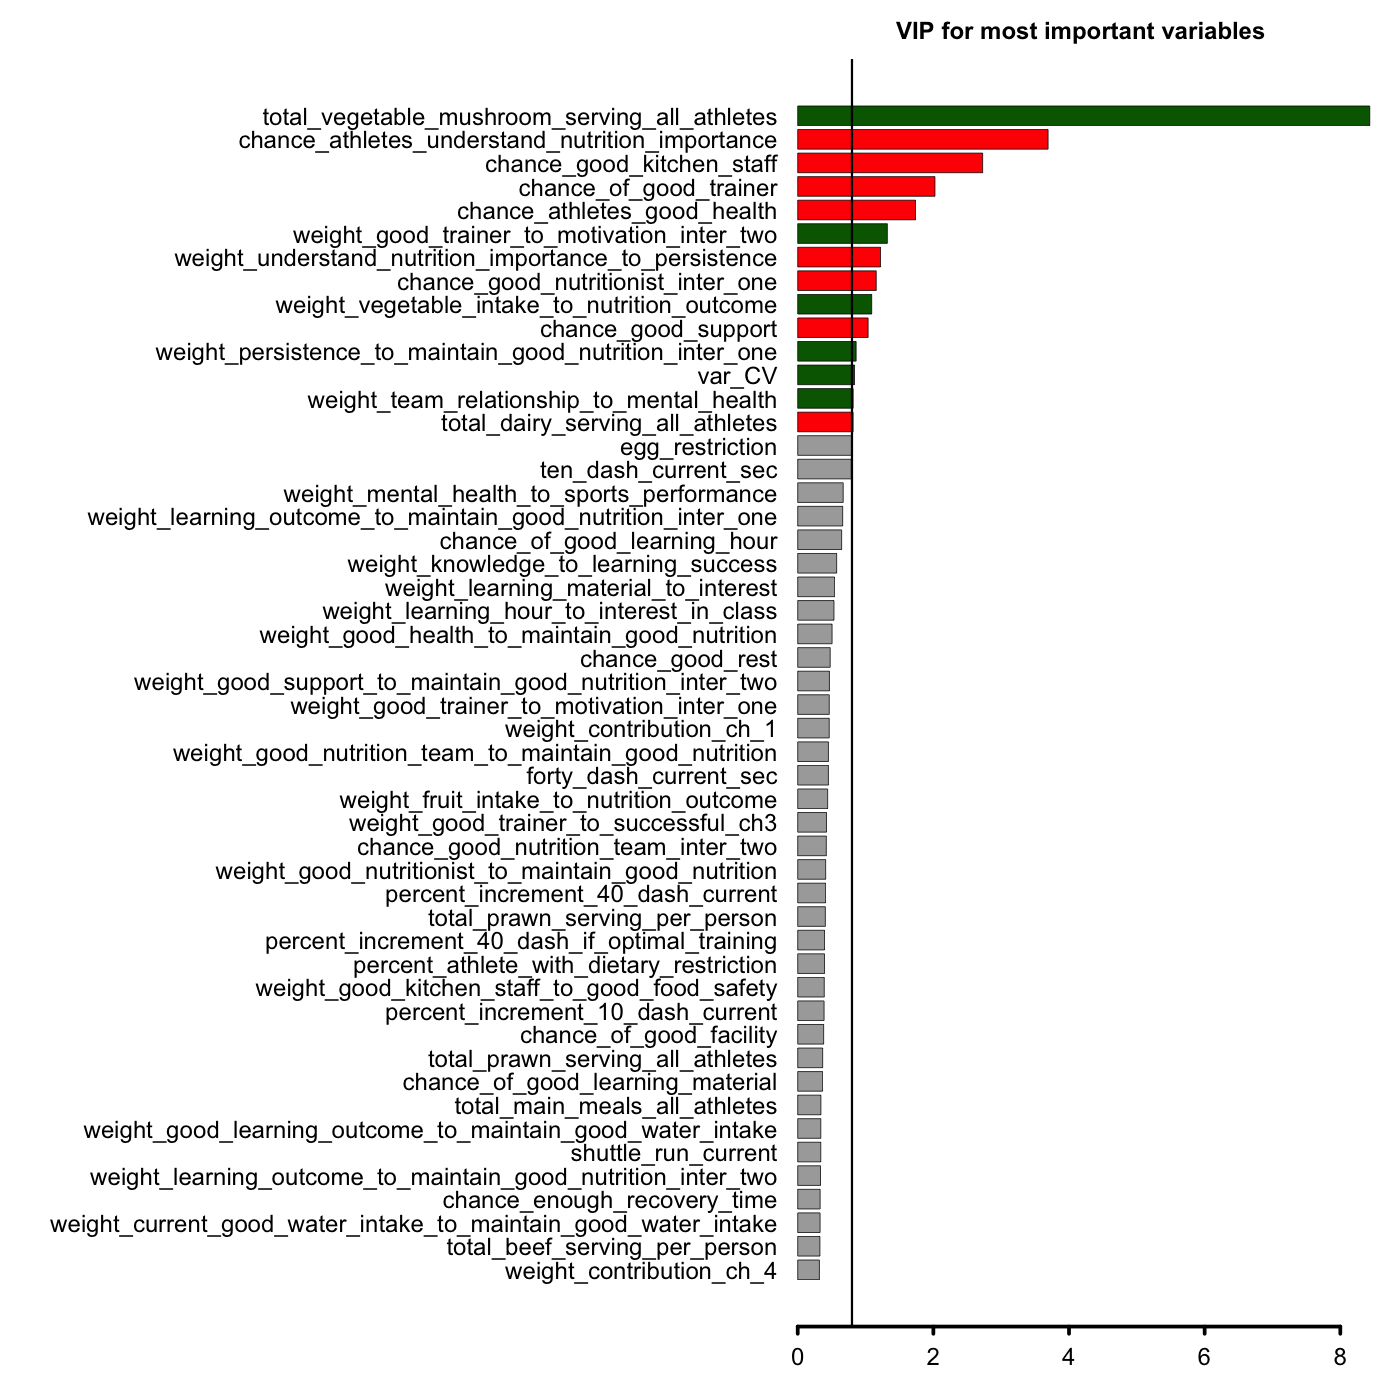 VIP for most important variables
total_vegetable_mushroom_serving_all_athletes
chance_athletes_understand_nutrition_importance
chance_good_kitchen_staff
chance_of_good_trainer
chance_athletes_good_health
weight_good_trainer_to_motivation_inter_two
weight_understand_nutrition_importance_to_persistence
chance_good_nutritionist_inter_one
weight_vegetable_intake_to_nutrition_outcome
chance_good_support
weight_persistence_to_maintain_good_nutrition_inter_one
var_CV
weight_team_relationship_to_mental_health
total_dairy_serving_all_athletes
egg_restriction
ten_dash_current_sec
weight_mental_health_to_sports_performance
weight_learning_outcome_to_maintain_good_nutrition_inter_one
chance_of_good_learning_hour
weight_knowledge_to_learning_success
weight_learning_material_to_interest
weight_learning_hour_to_interest_in_class
weight_good_health_to_maintain_good_nutrition
chance_good_rest
weight_good_support_to_maintain_good_nutrition_inter_two
weight_good_trainer_to_motivation_inter_one
weight_contribution_ch_1
weight_good_nutrition_team_to_maintain_good_nutrition
forty_dash_current_sec
weight_fruit_intake_to_nutrition_outcome
weight_good_trainer_to_successful_ch3
chance_good_nutrition_team_inter_two
weight_good_nutritionist_to_maintain_good_nutrition
percent_increment_40_dash_current
total_prawn_serving_per_person
percent_increment_40_dash_if_optimal_training
percent_athlete_with_dietary_restriction
weight_good_kitchen_staff_to_good_food_safety
percent_increment_10_dash_current
chance_of_good_facility
total_prawn_serving_all_athletes
chance_of_good_learning_material
total_main_meals_all_athletes
weight_good_learning_outcome_to_maintain_good_water_intake
shuttle_run_current
weight_learning_outcome_to_maintain_good_nutrition_inter_two
chance_enough_recovery_time
weight_current_good_water_intake_to_maintain_good_water_intake
total_beef_serving_per_person
weight_contribution_ch_4
0 2 4 6 8